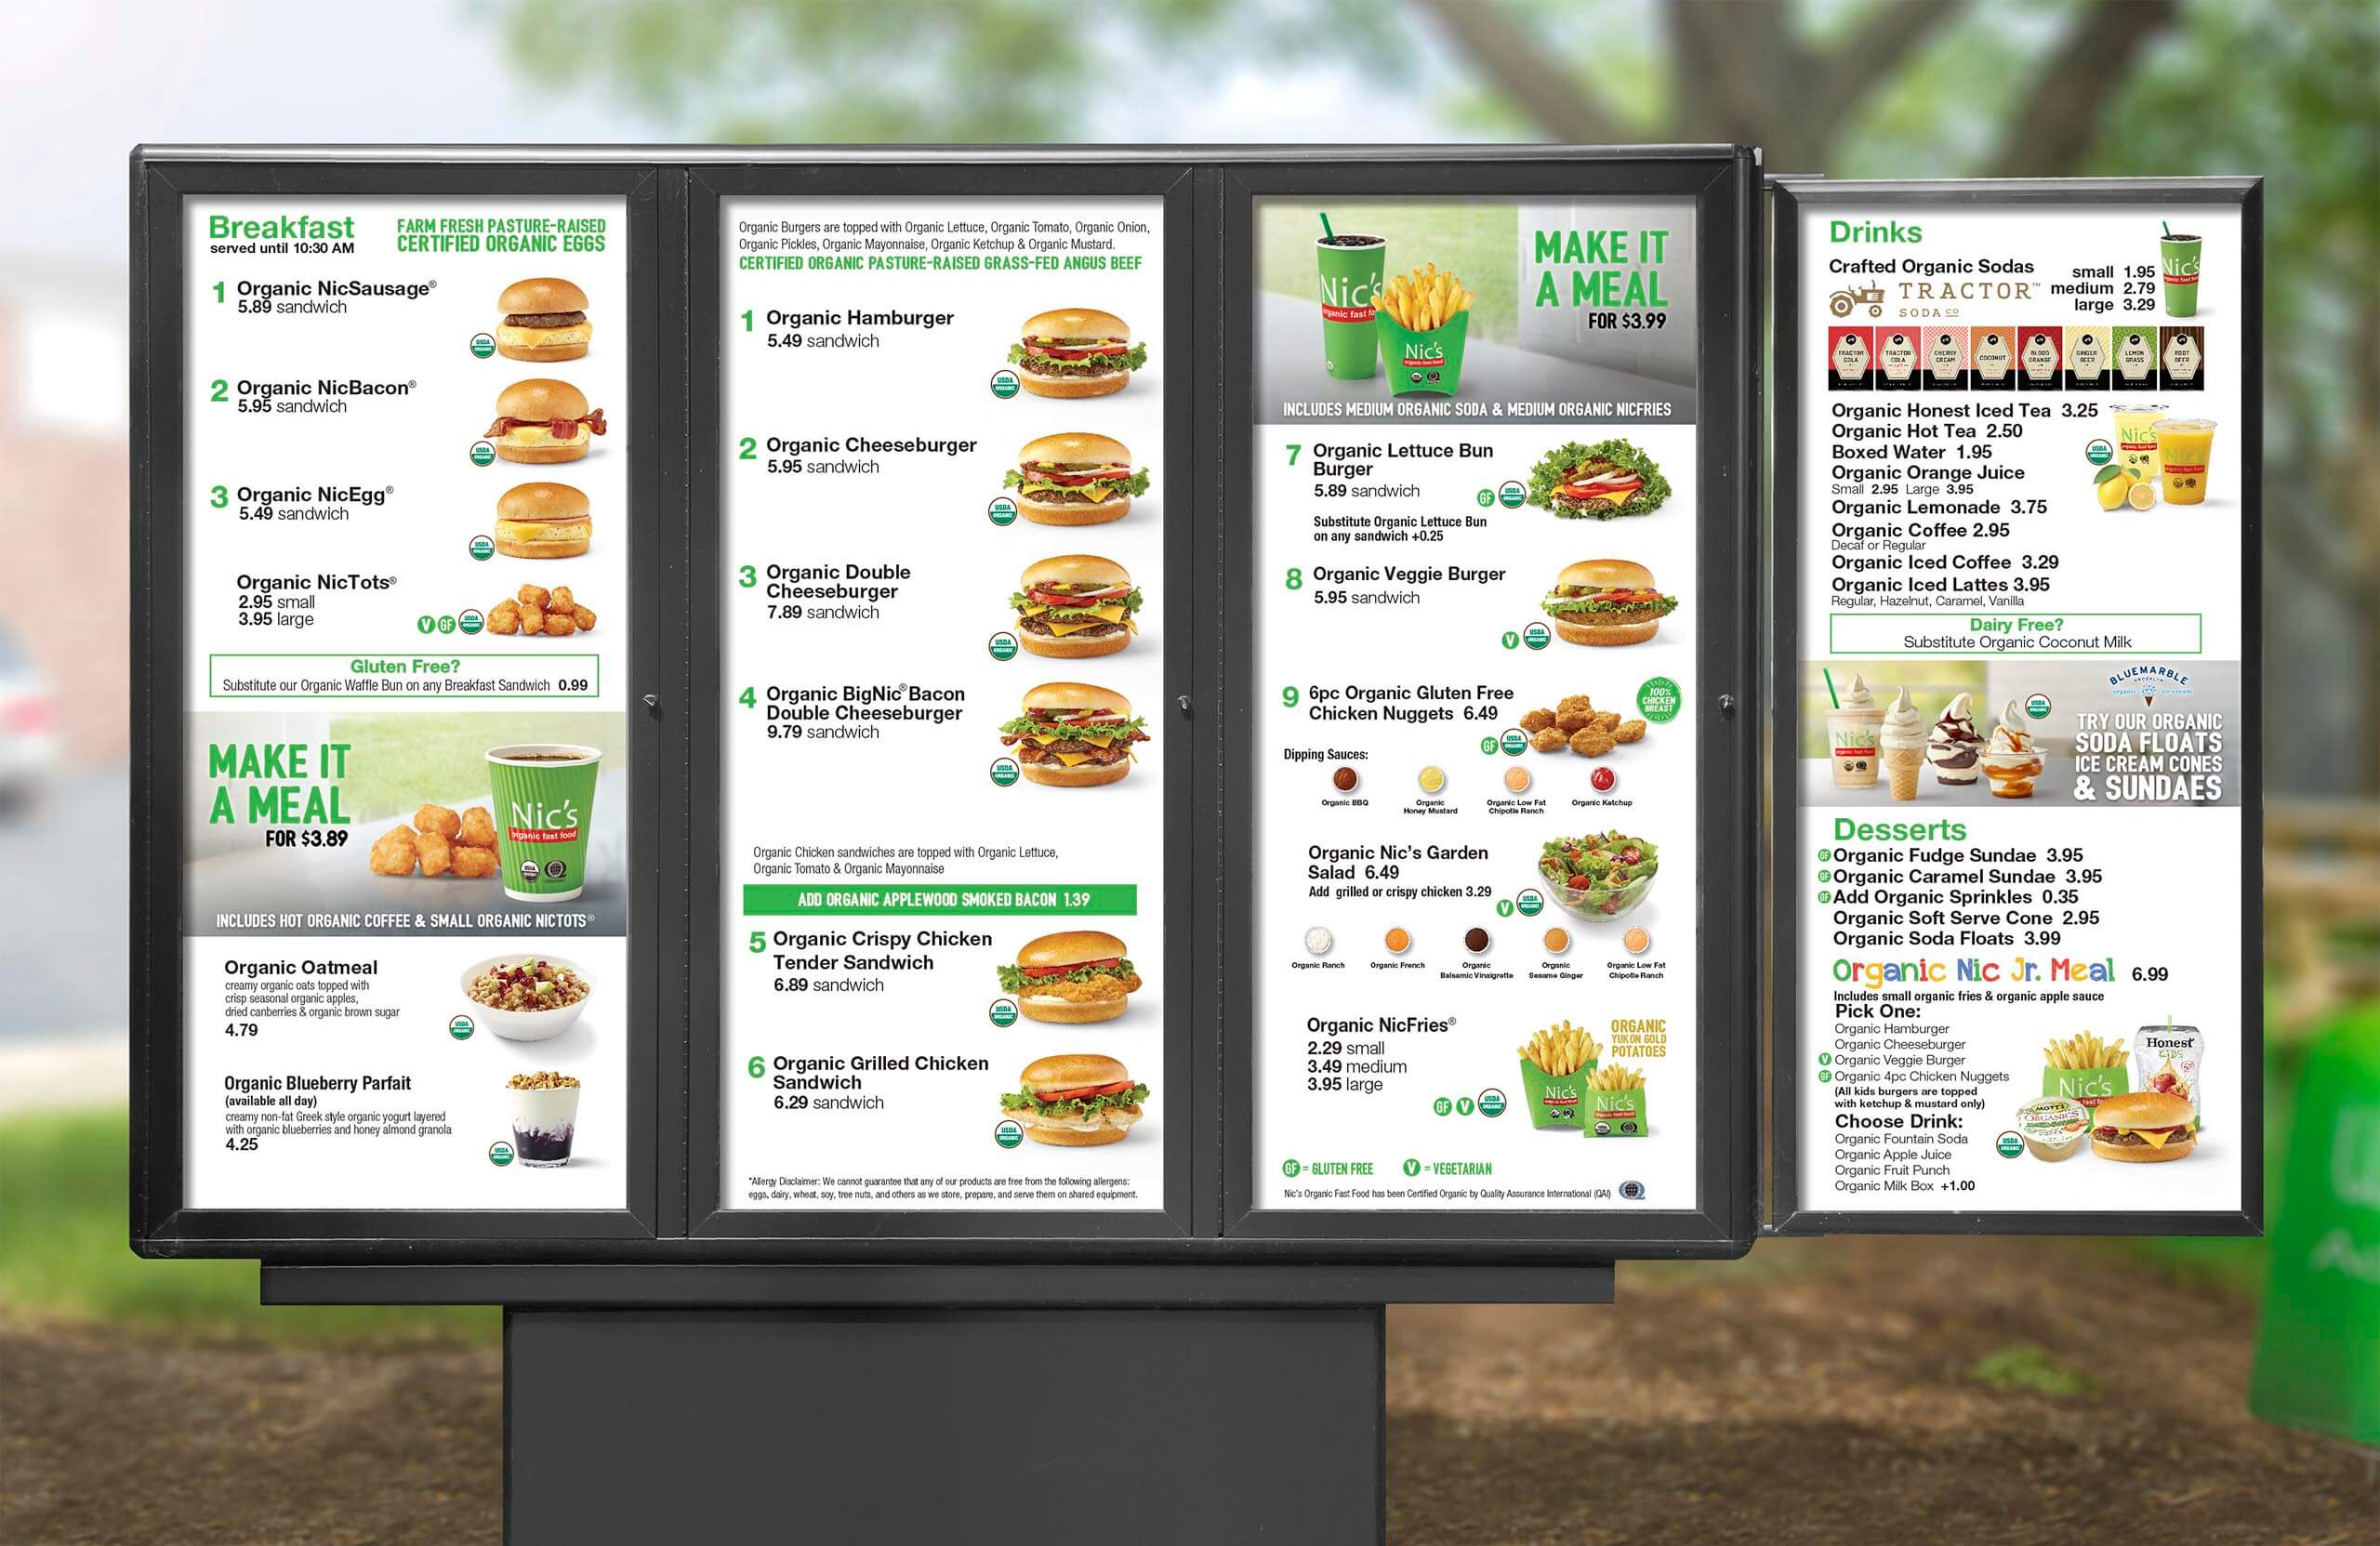 Breakfast
served until 10:30 AM
FARM FRESH PASTURE-RAISED
CERTIFIED ORGANIC EGGS
1 Organic NicSausage®
5.89 sandwich
2 Organic NicBacon®
5.95 sandwich
3 Organic NicEgg®
5.49 sandwich
Organic NicTots®
2.95 small
3.95 large
V GF USDA ORGANIC
Gluten Free?
Substitute our Organic Waffle Bun on any Breakfast Sandwich 0.99
MAKE IT
A MEAL
FOR $3.89
Nic's
organic fast food
INCLUDES HOT ORGANIC COFFEE & SMALL ORGANIC NICTOTS®
Organic Oatmeal
creamy organic oats topped with
crisp seasonal organic apples,
dried canberries & organic brown sugar
4.79
Organic Blueberry Parfait
(available all day)
creamy non-fat Greek style organic yogurt layered
with organic blueberries and honey almond granola
4.25
Organic Burgers are topped with Organic Lettuce, Organic Tomato, Organic Onion,
Organic Pickles, Organic Mayonnaise, Organic Ketchup & Organic Mustard.
CERTIFIED ORGANIC PASTURE-RAISED GRASS-FED ANGUS BEEF
1 Organic Hamburger
5.49 sandwich
2 Organic Cheeseburger
5.95 sandwich
3 Organic Double
Cheeseburger
7.89 sandwich
4 Organic BigNic® Bacon
Double Cheeseburger
9.79 sandwich
Organic Chicken sandwiches are topped with Organic Lettuce,
Organic Tomato & Organic Mayonnaise
ADD ORGANIC APPLEWOOD SMOKED BACON 1.39
5 Organic Crispy Chicken
Tender Sandwich
6.89 sandwich
6 Organic Grilled Chicken
Sandwich
6.29 sandwich
*Allergy Disclaimer: We cannot guarantee that any of our products are free from the following allergens:
eggs, dairy, wheat, soy, tree nuts, and others as we store, prepare, and serve them on shared equipment.
Nic's
organic fast fo
Nic's
MAKE IT
A MEAL
FOR $3.99
INCLUDES MEDIUM ORGANIC SODA & MEDIUM ORGANIC NICFRIES
7 Organic Lettuce Bun
Burger
5.89 sandwich
GF USDA ORGANIC
Substitute Organic Lettuce Bun
on any sandwich +0.25
8 Organic Veggie Burger
5.95 sandwich
V USDA ORGANIC
9 6pc Organic Gluten Free
Chicken Nuggets 6.49
100%
CHICKEN
BREAST
GF USDA ORGANIC
Dipping Sauces:
Organic BBQ
Organic
Honey Mustard
Organic Low Fat
Chipotle Ranch
Organic Ketchup
Organic Nic's Garden
Salad 6.49
Add grilled or crispy chicken 3.29
V USDA ORGANIC
Organic Ranch
Organic French
Organic
Balsamic Vinaigrette
Organic
Sesame Ginger
Organic Low Fat
Chipotle Ranch
Organic NicFries®
2.29 small
3.49 medium
3.95 large
ORGANIC
YUKON GOLD
POTATOES
GF V USDA ORGANIC
Nic's
Nic's
GF = GLUTEN FREE V = VEGETARIAN
Nic's Organic Fast Food has been Certified Organic by Quality Assurance International (QAI)
Drinks
Crafted Organic Sodas
TRACTOR™
SODA CO
small 1.95
medium 2.79
large 3.29
Nic's
TRACTOR COLA
TRACTOR COLA
CHERRY CREAM
COCONUT
BLOOD ORANGE
GINGER BEER
LEMON GRASS
ROOT BEER
Organic Honest Iced Tea 3.25
Organic Hot Tea 2.50
Boxed Water 1.95
Organic Orange Juice
Small 2.95 Large 3.95
Organic Lemonade 3.75
Organic Coffee 2.95
Decaf or Regular
Organic Iced Coffee 3.29
Organic Iced Lattes 3.95
Regular, Hazelnut, Caramel, Vanilla
Nic's
Dairy Free?
Substitute Organic Coconut Milk
BLUEMARBLE
BROOKLYN
organic ice cream
Nic's
TRY OUR ORGANIC
SODA FLOATS
ICE CREAM CONES
& SUNDAES
Desserts
GF Organic Fudge Sundae 3.95
GF Organic Caramel Sundae 3.95
GF Add Organic Sprinkles 0.35
Organic Soft Serve Cone 2.95
Organic Soda Floats 3.99
Organic Nic Jr. Meal 6.99
Includes small organic fries & organic apple sauce
Pick One:
Organic Hamburger
Organic Cheeseburger
V Organic Veggie Burger
GF Organic 4pc Chicken Nuggets
(All kids burgers are topped
with ketchup & mustard only)
Choose Drink:
Organic Fountain Soda
Organic Apple Juice
Organic Fruit Punch
Organic Milk Box +1.00
Honest
KIDS
Nic's
MOTT'S
ORGANICS